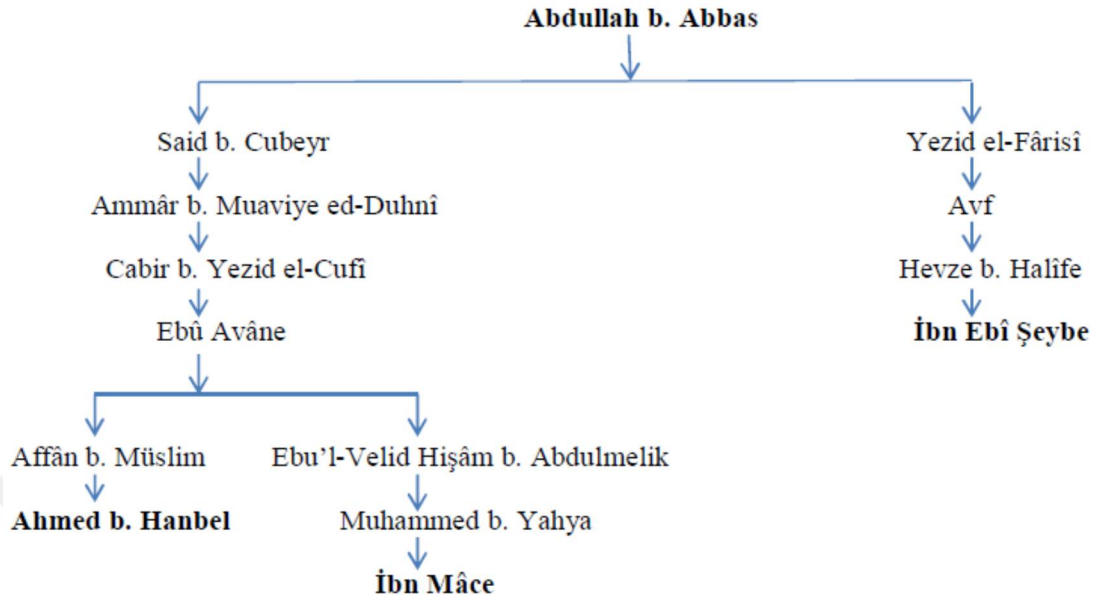 Abdullah b. Abbas
Said b. Cubeyr
Yezid el-Fârisî
Ammâr b. Muaviye ed-Duhnî
Avf
Cabir b. Yezid el-Cufî
Hevze b. Halîfe
Ebû Avâne
İbn Ebî Şeybe
Affân b. Müslim
Ebu’l-Velid Hişâm b. Abdulmelik
Ahmed b. Hanbel
Muhammed b. Yahya
İbn Mâce